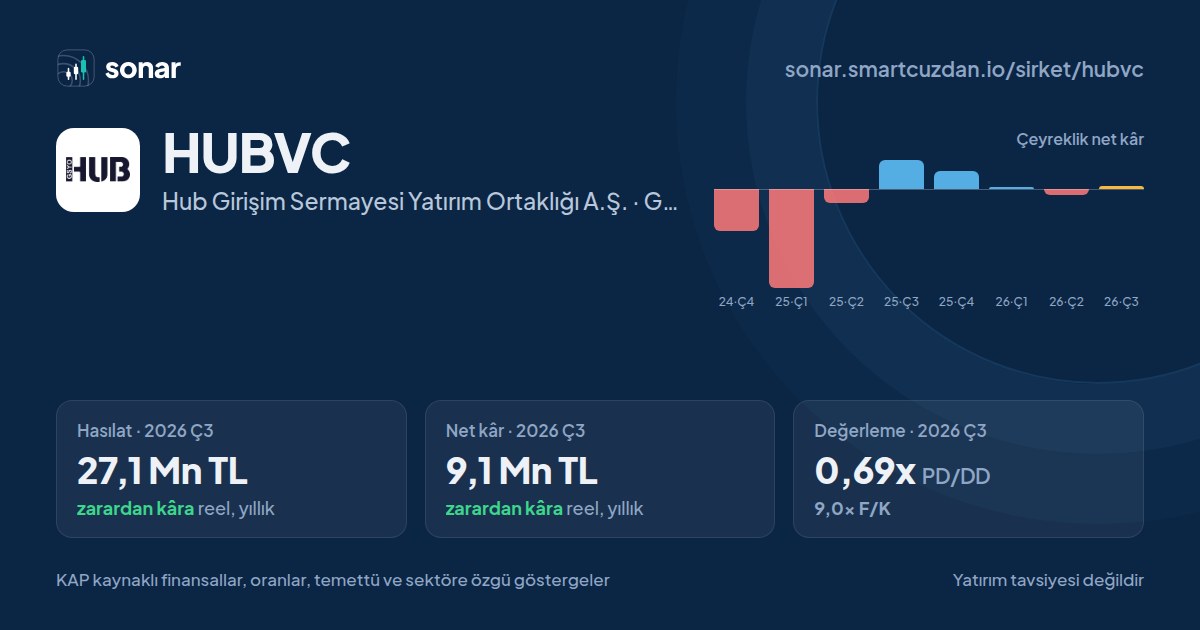 sonar
sonar.smartcuzdan.io/sirket/hubvc
GSYO HUB
HUBVC
Hub Girişim Sermayesi Yatırım Ortaklığı A.Ş. · G...
Çeyreklik net kâr
24·Ç4 25·Ç1 25·Ç2 25·Ç3 25·Ç4 26·Ç1 26·Ç2 26·Ç3
Hasılat · 2026 Ç3
27,1 Mn TL
zarardan kâra reel, yıllık
Net kâr · 2026 Ç3
9,1 Mn TL
zarardan kâra reel, yıllık
Değerleme · 2026 Ç3
0,69x PD/DD
9,0x F/K
KAP kaynaklı finansallar, oranlar, temettü ve sektöre özgü göstergeler
Yatırım tavsiyesi değildir